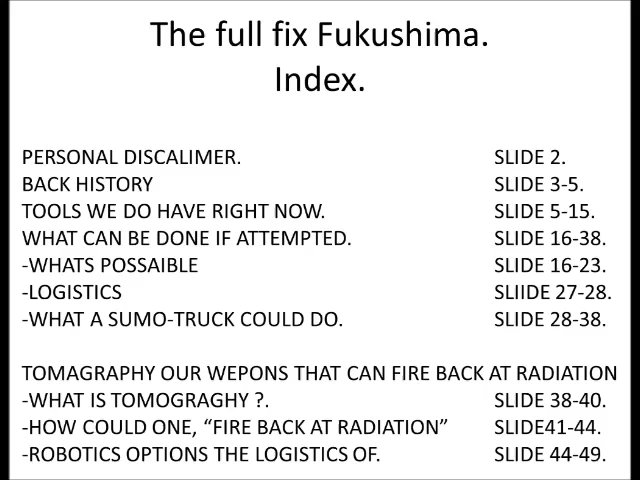 The full fix Fukushima.
Index.
PERSONAL DISCALIMER. SLIDE 2.
BACK HISTORY SLIDE 3-5.
TOOLS WE DO HAVE RIGHT NOW. SLIDE 5-15.
WHAT CAN BE DONE IF ATTEMPTED. SLIDE 16-38.
-WHATS POSSAIBLE SLIDE 16-23.
-LOGISTICS SLIIDE 27-28.
-WHAT A SUMO-TRUCK COULD DO. SLIDE 28-38.
TOMAGRAPHY OUR WEPONS THAT CAN FIRE BACK AT RADIATION
-WHAT IS TOMOGRAGHY ?. SLIDE 38-40.
-HOW COULD ONE, “FIRE BACK AT RADIATION” SLIDE41-44.
-ROBOTICS OPTIONS THE LOGISTICS OF. SLIDE 44-49.